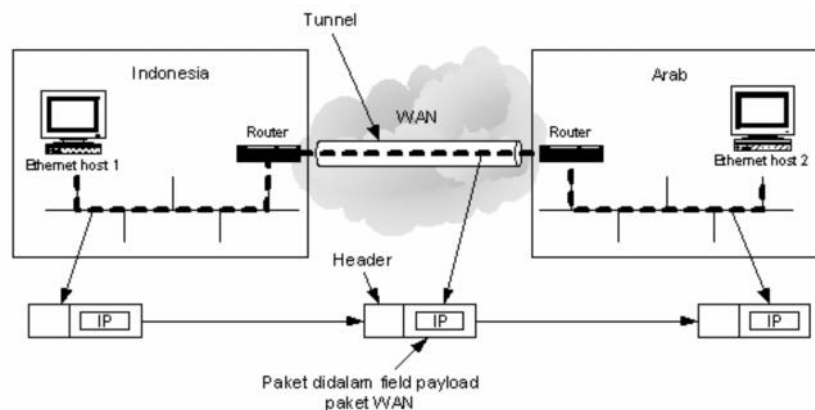 Tunnel
Indonesia
Arab
WAN
Router
Router
Ethernet host 1
Ethernet host 2
Header
IP
IP
IP
Paket didalam field payload
paket WAN